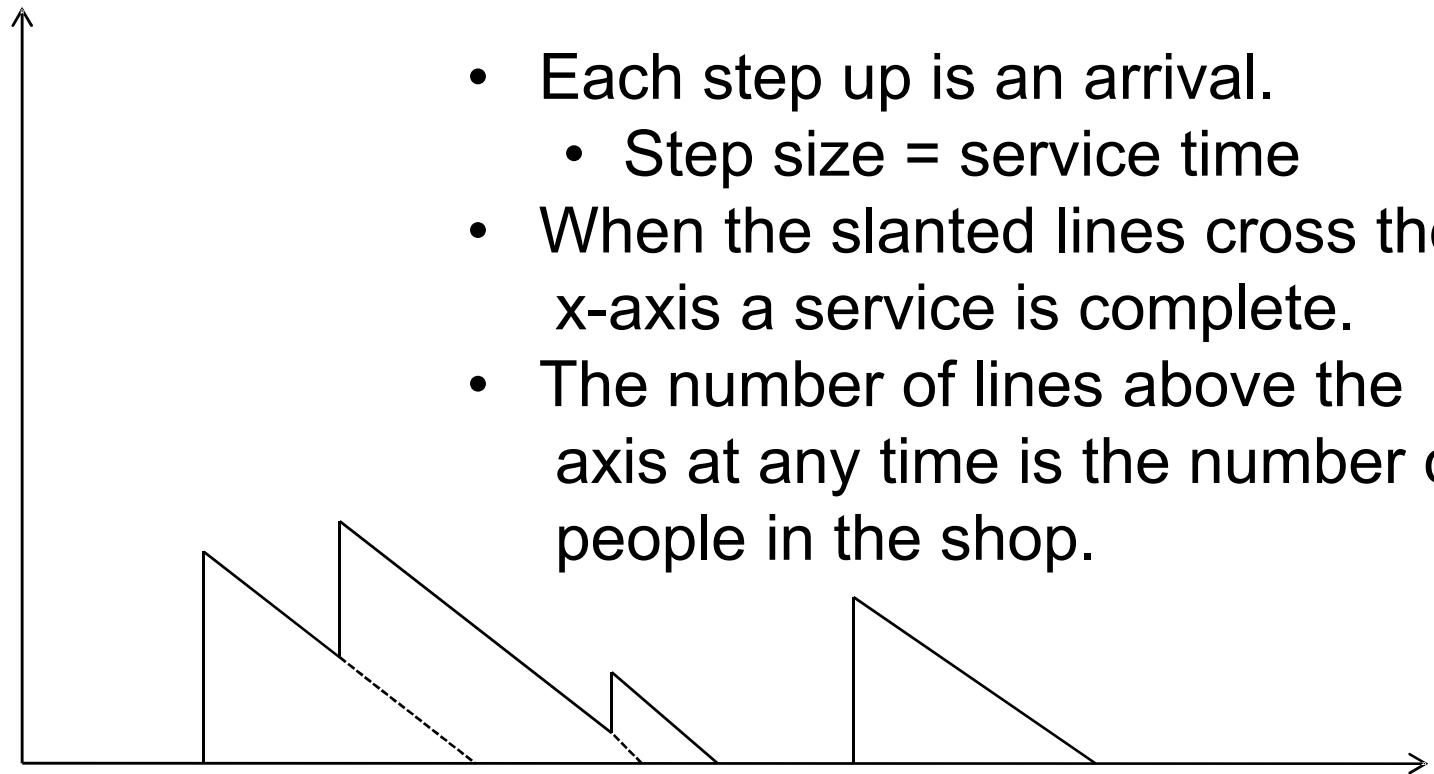 • Each step up is an arrival.
• Step size = service time
• When the slanted lines cross the
x-axis a service is complete.
• The number of lines above the
axis at any time is the number
people in the shop.